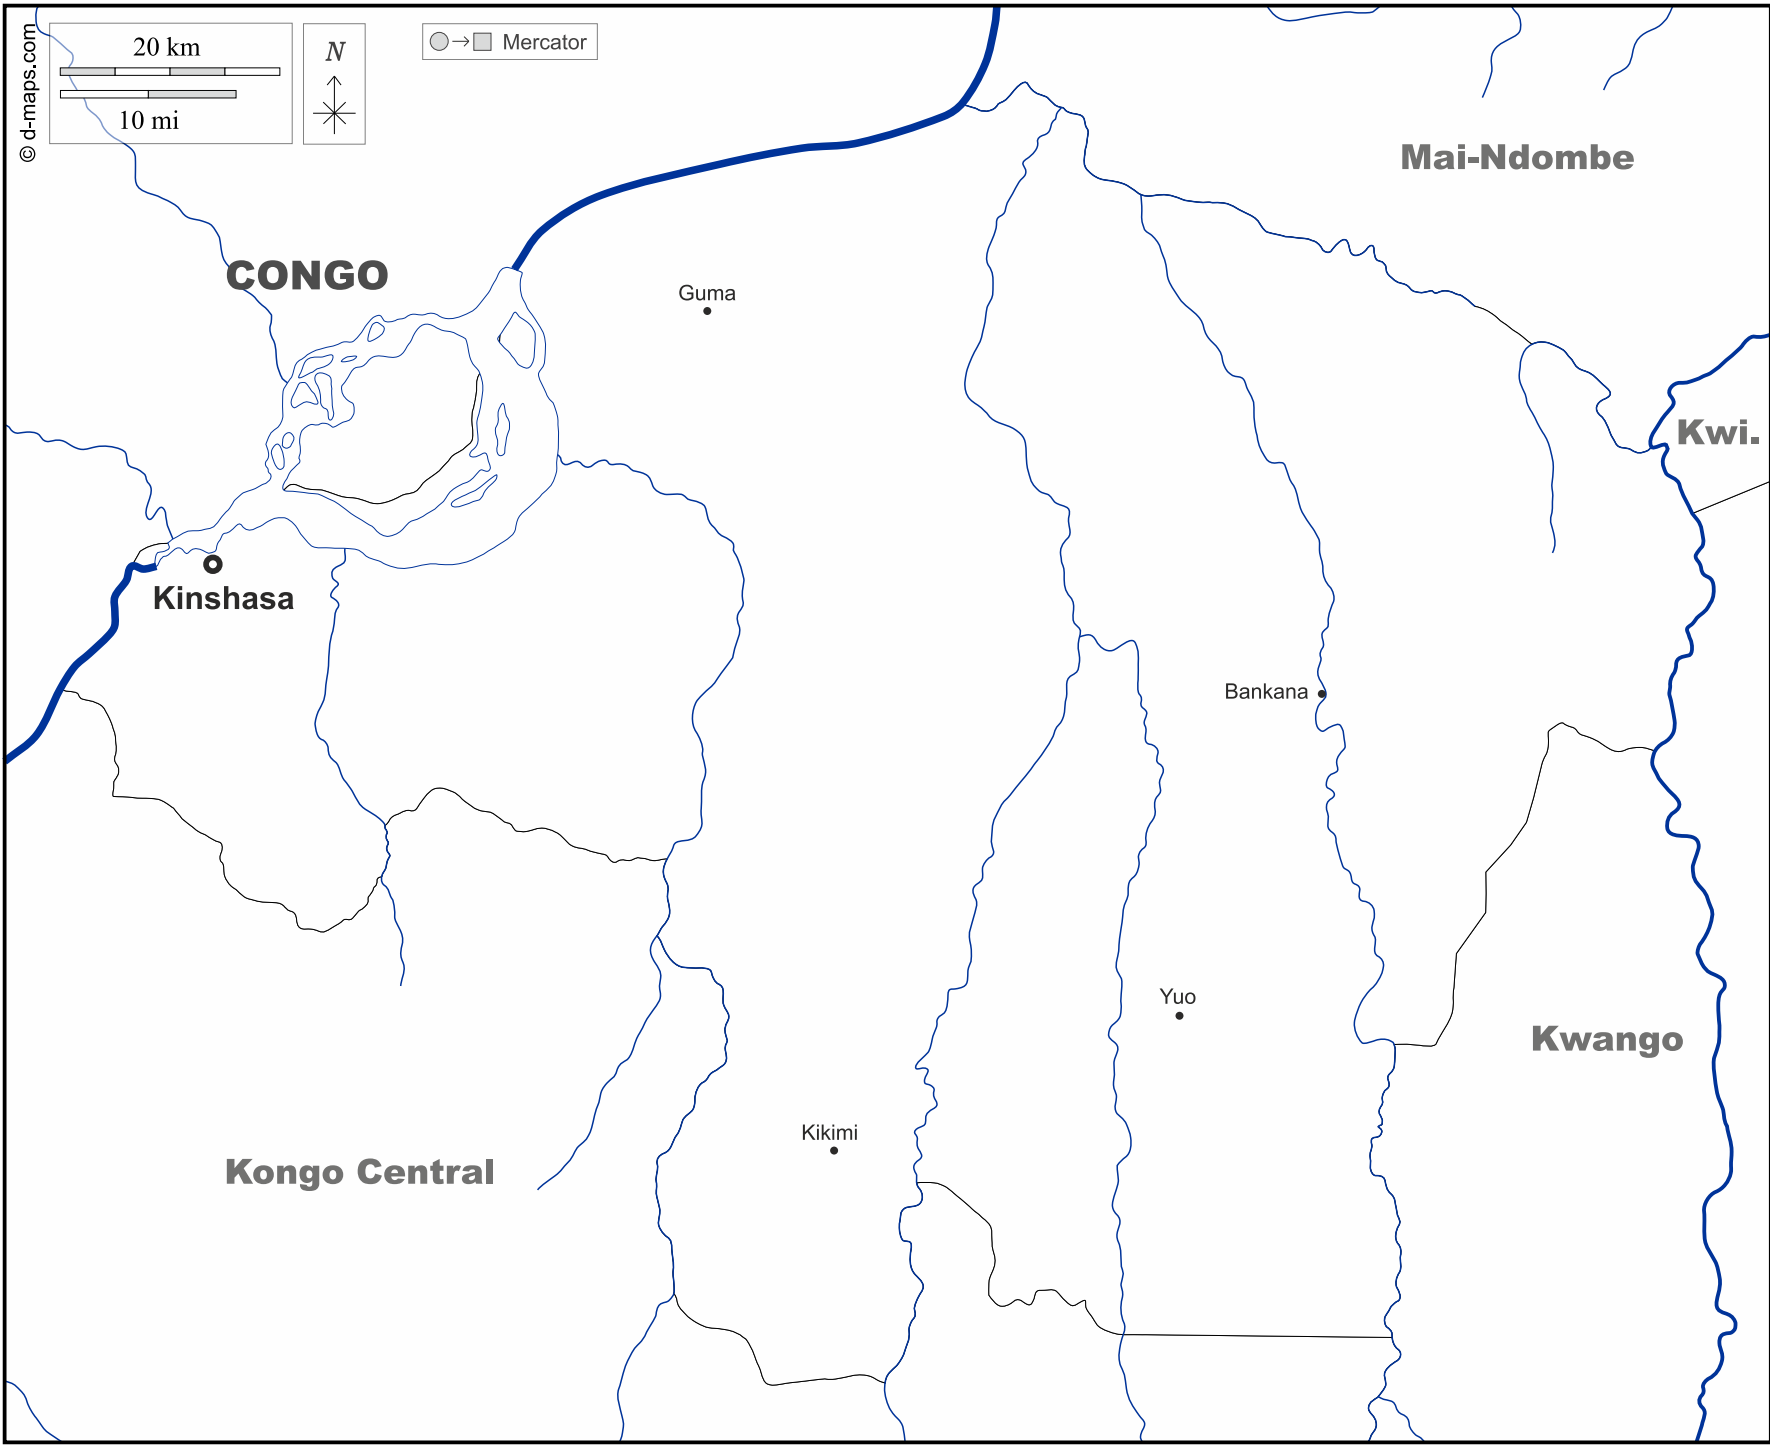 © d-maps.com
20 km
10 mi
N
Mercator
Mai-Ndombe
CONGO
Guma
Kwi.
Kinshasa
Bankana
Yuo
Kwango
Kikimi
Kongo Central